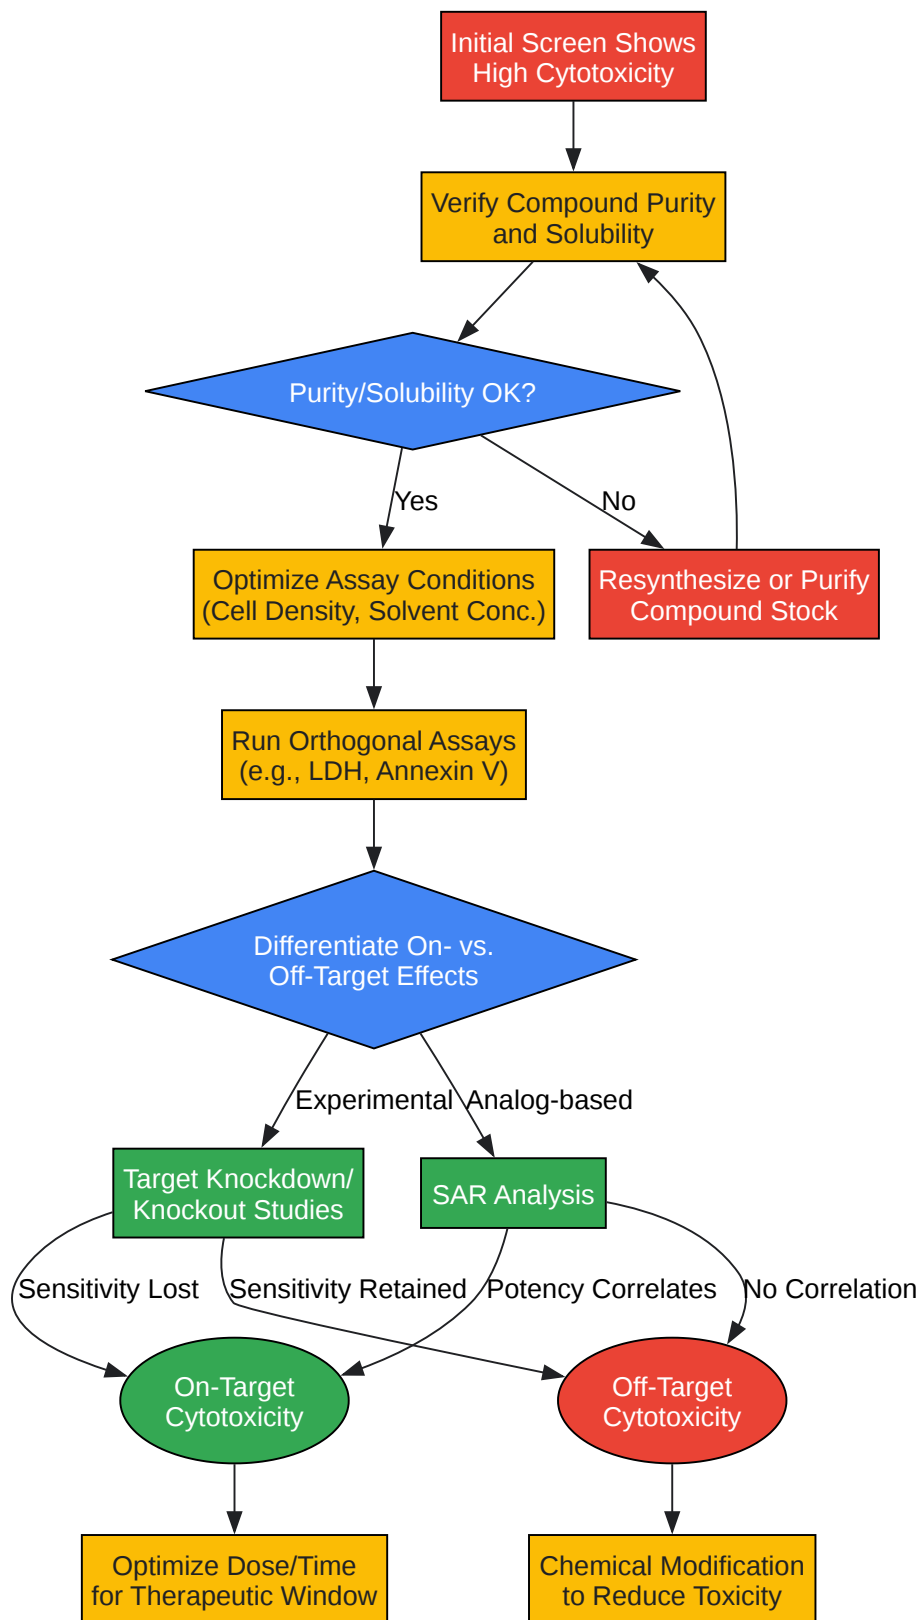 Initial Screen Shows
High Cytotoxicity
Verify Compound Purity
and Solubility
Purity/Solubility OK?
Yes
No
Optimize Assay Conditions
(Cell Density, Solvent Conc.)
Resynthesize or Purify
Compound Stock
Run Orthogonal Assays
(e.g., LDH, Annexin V)
Differentiate On- vs.
Off-Target Effects
Experimental
Analog-based
Target Knockdown/
Knockout Studies
SAR Analysis
Sensitivity Lost
Sensitivity Retained
Potency Correlates
No Correlation
On-Target
Cytotoxicity
Off-Target
Cytotoxicity
Optimize Dose/Time
for Therapeutic Window
Chemical Modification
to Reduce Toxicity